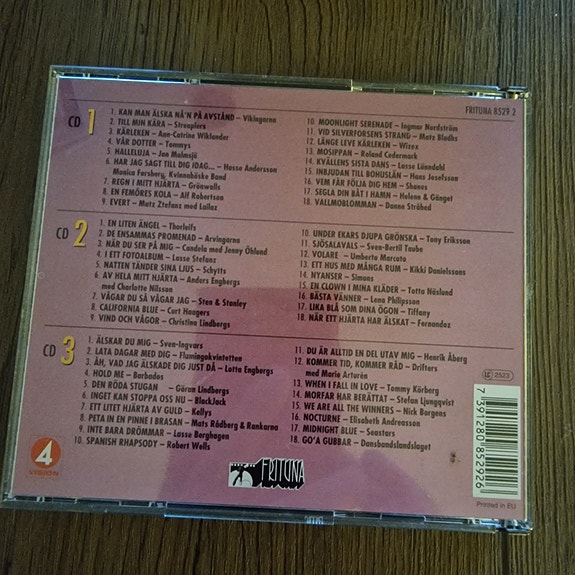 FRITUNA 8529 2
CD 1
1. KAN MAN ÄLSKA NÅ'N PÅ AVSTÅND – Vikingarna
2. TILL MIN KÄRA – Streaplers
3. KÄRLEKEN – Ann-Catrine Wiklander
4. VÅR DOTTER – Tommys
5. HALLELUJA – Jan Malmsjö
6. HAR JAG SAGT TILL DIG IDAG... – Hasse Andersson
Monica Forsberg, Kvinnaböske Band
7. REGN I MITT HJÄRTA – Grönwalls
8. EN FEMÖRES KOLA – Alf Robertson
9. EVERT – Mats Ztefanz med Lailaz
10. MOONLIGHT SERENADE – Ingmar Nordström
11. VID SILVERFORSENS STRAND – Matz Bladhs
12. LÄNGE LEVE KÄRLEKEN – Wizex
13. MOSIPPAN – Roland Cedermark
14. KVÄLLENS SISTA DANS – Lasse Lönndahl
15. INBJUDAN TILL BOHUSLÄN – Hans Josefsson
16. VEM FÅR FÖLJA DIG HEM – Shanes
17. SEGLA DIN BÅT I HAMN – Helene & Gänget
18. VALLMOBLOMMAN – Danne Stråhed
CD 2
1. EN LITEN ÄNGEL – Thorleifs
2. DE ENSAMMAS PROMENAD – Arvingarna
3. NÄR DU SER PÅ MIG – Candela med Jonny Öhlund
4. I ETT FOTOALBUM – Lasse Stefanz
5. NATTEN TÄNDER SINA LJUS – Schytts
6. AV HELA MITT HJÄRTA – Anders Engbergs
med Charlotte Nilsson
7. VÅGAR DU SÅ VÅGAR JAG – Sten & Stanley
8. CALIFORNIA BLUE – Curt Haagers
9. VIND OCH VÅGOR – Christina Lindbergs
10. UNDER EKARS DJUPA GRÖNSKA – Tony Eriksson
11. SJÖSALAVALS – Sven-Bertil Taube
12. VOLARE – Umberto Marcato
13. ETT HUS MED MÅNGA RUM – Kikki Danielssons
14. NYANSER – Simons
15. EN CLOWN I MINA KLÄDER – Totta Näslund
16. BÄSTA VÄNNER – Lena Philipsson
17. LIKA BLÅ SOM DINA ÖGON – Tiffany
18. NÄR ETT HJÄRTA HAR ÄLSKAT – Fernandoz
CD 3
1. ÄLSKAR DU MIG – Sven-Ingvars
2. LATA DAGAR MED DIG – Flamingokvintetten
3. ÅH, VAD JAG ÄLSKADE DIG JUST DÅ – Lotta Engbergs
4. HOLD ME – Barbados
5. DEN RÖDA STUGAN – Göran Lindbergs
6. INGET KAN STOPPA OSS NU – BlackJack
7. ETT LITET HJÄRTA AV GULD – Kellys
8. PETA IN EN PINNE I BRASAN – Mats Rådberg & Rankarna
9. INTE BARA DRÖMMAR – Lasse Berghagen
10. SPANISH RHAPSODY – Robert Wells
11. DU ÄR ALLTID EN DEL UTAV MIG – Henrik Åberg
12. KOMMER TID, KOMMER RÅD – Drifters
med Marie Arturén
13. WHEN I FALL IN LOVE – Tommy Körberg
14. MORFAR HAR BERÄTTAT – Stefan Ljungqvist
15. WE ARE ALL THE WINNERS – Nick Borgens
16. NOCTURNE – Elisabeth Andreasson
17. MIDNIGHT BLUE – Seasters
18. GO'A GUBBAR – Dansbandslandslaget
LC 2523
7391280 852926
4
VISION
FRITUNA
Printed in EU